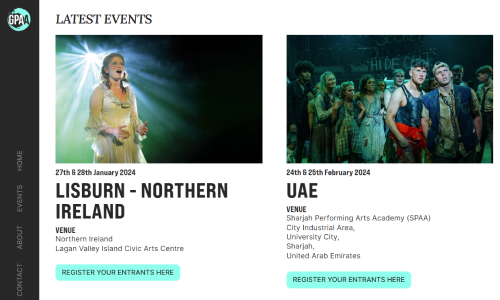 GPAA
LATEST EVENTS
HIDE
27th & 28th January 2024
LISBURN - NORTHERN
IRELAND
VENUE
Northern Ireland
Lagan Valley Island Civic Arts Centre
REGISTER YOUR ENTRANTS HERE
24th & 25th February 2024
UAE
VENUE
Sharjah Performing Arts Academy (SPAA)
City Industrial Area,
University City,
Sharjah,
United Arab Emirates
REGISTER YOUR ENTRANTS HERE
HOME
EVENTS
ABOUT
CONTACT